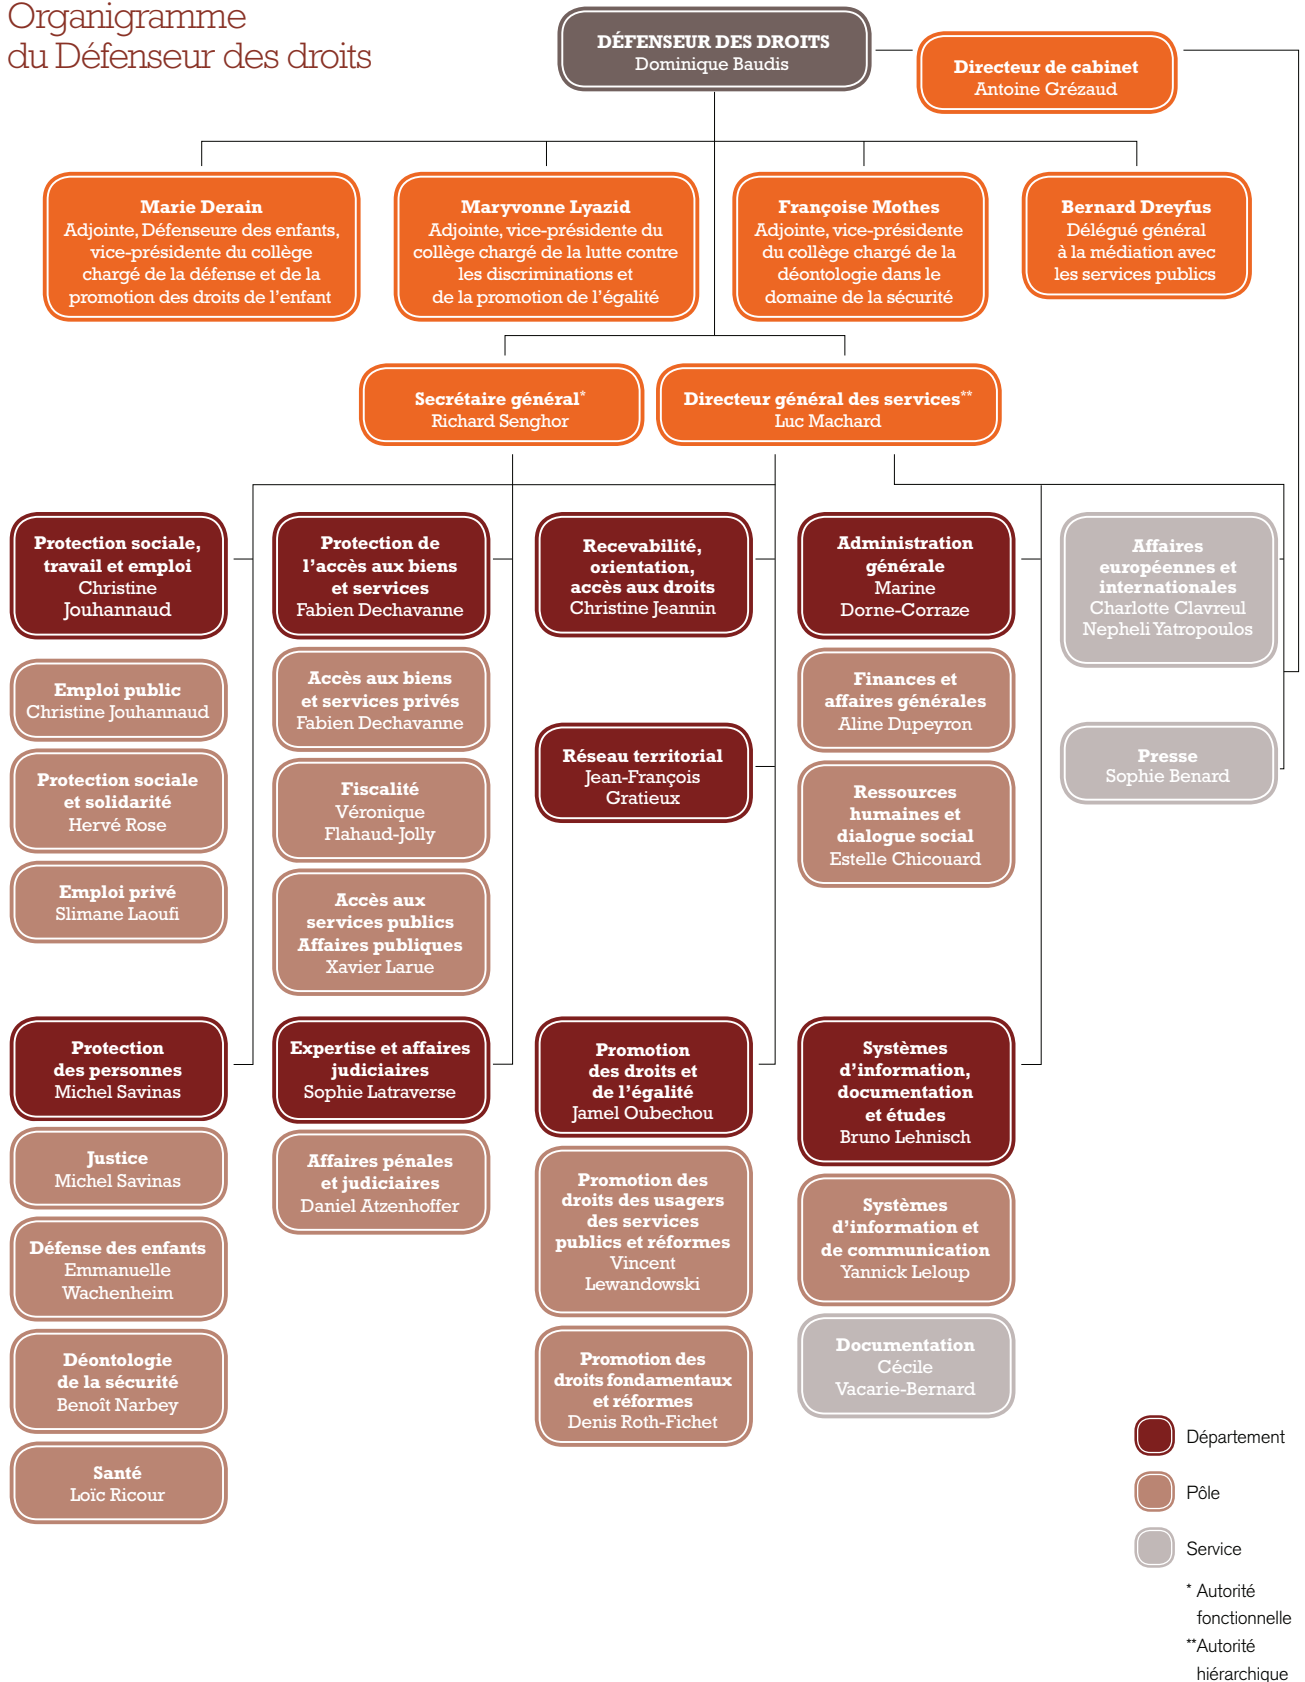 Organigramme
du Défenseur des droits
DÉFENSEUR DES DROITS
Dominique Baudis
Directeur de cabinet
Antoine Grézaud
Marie Derain
Adjointe, Défenseure des enfants,
vice-présidente du collège
chargé de la défense et de la
promotion des droits de l'enfant
Maryvonne Lyazid
Adjointe, vice-présidente du
collège chargé de la lutte contre
les discriminations et
de la promotion de l'égalité
Françoise Mothes
Adjointe, vice-présidente
du collège chargé de la
déontologie dans le
domaine de la sécurité
Bernard Dreyfus
Délégué général
à la médiation avec
les services publics
Secrétaire général*
Richard Senghor
Directeur général des services**
Luc Machard
Protection sociale,
travail et emploi
Christine
Jouhannaud
Emploi public
Christine Jouhannaud
Protection sociale
et solidarité
Hervé Rose
Emploi privé
Slimane Laoufi
Protection de
l'accès aux biens
et services
Fabien Dechavanne
Accès aux biens
et services privés
Fabien Dechavanne
Fiscalité
Véronique
Flahaud-Jolly
Accès aux
services publics
Affaires publiques
Xavier Larue
Recevabilité,
orientation,
accès aux droits
Christine Jeannin
Réseau territorial
Jean-François
Gratieux
Administration
générale
Marine
Dorne-Corraze
Finances et
affaires générales
Aline Dupeyron
Ressources
humaines et
dialogue social
Estelle Chicouard
Affaires
européennes et
internationales
Charlotte Clavreul
Nepheli Yatropoulos
Presse
Sophie Benard
Protection
des personnes
Michel Savinas
Justice
Michel Savinas
Défense des enfants
Emmanuelle
Wachenheim
Déontologie
de la sécurité
Benoît Narbey
Santé
Loïc Ricour
Expertise et affaires
judiciaires
Sophie Latraverse
Affaires pénales
et judiciaires
Daniel Atzenhoffer
Promotion
des droits et
de l'égalité
Jamel Oubechou
Promotion des
droits des usagers
des services
publics et réformes
Vincent
Lewandowski
Promotion des
droits fondamentaux
et réformes
Denis Roth-Fichet
Systèmes
d'information,
documentation
et études
Bruno Lehnisch
Systèmes
d'information et
de communication
Yannick Leloup
Documentation
Cécile
Vacarie-Bernard
Département
Pôle
Service
* Autorité
fonctionnelle
**Autorité
hiérarchique